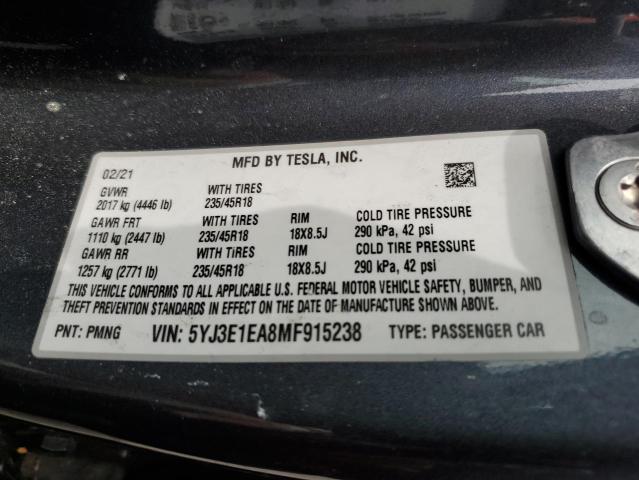 02/21 MFD BY TESLA, INC.
GVWR WITH TIRES
2017 kg (4446 lb) 235/45R18
GAWR FRT WITH TIRES RIM COLD TIRE PRESSURE
1110 kg (2447 lb) 235/45R18 18X8.5J 290 kPa, 42 psi
GAWR RR WITH TIRES RIM COLD TIRE PRESSURE
1257 kg (2771 lb) 235/45R18 18X8.5J 290 kPa, 42 psi
THIS VEHICLE CONFORMS TO ALL APPLICABLE U.S. FEDERAL MOTOR VEHICLE SAFETY, BUMPER, AND
THEFT PREVENTION STANDARDS IN EFFECT ON THE DATE OF MANUFACTURE SHOWN ABOVE.
PNT: PMNG VIN: 5YJ3E1EA8MF915238 TYPE: PASSENGER CAR